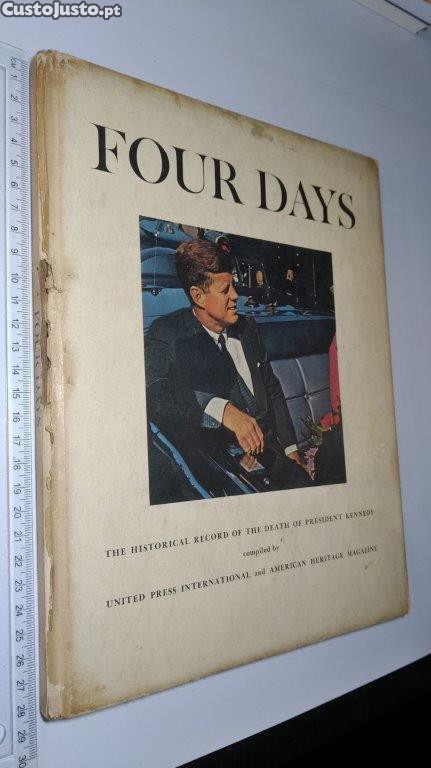 CustoJusto.pt
FOUR DAYS
THE HISTORICAL RECORD OF THE DEATH OF PRESIDENT KENNEDY
compiled by
UNITED PRESS INTERNATIONAL and AMERICAN HERITAGE MAGAZINE
FOUR DAYS
cm 1 2 3 4 5 6 7 8 9 10 11 12 13 14 15 16 17 18 19 20 21 22 23 24 25 26 27 28 29 30